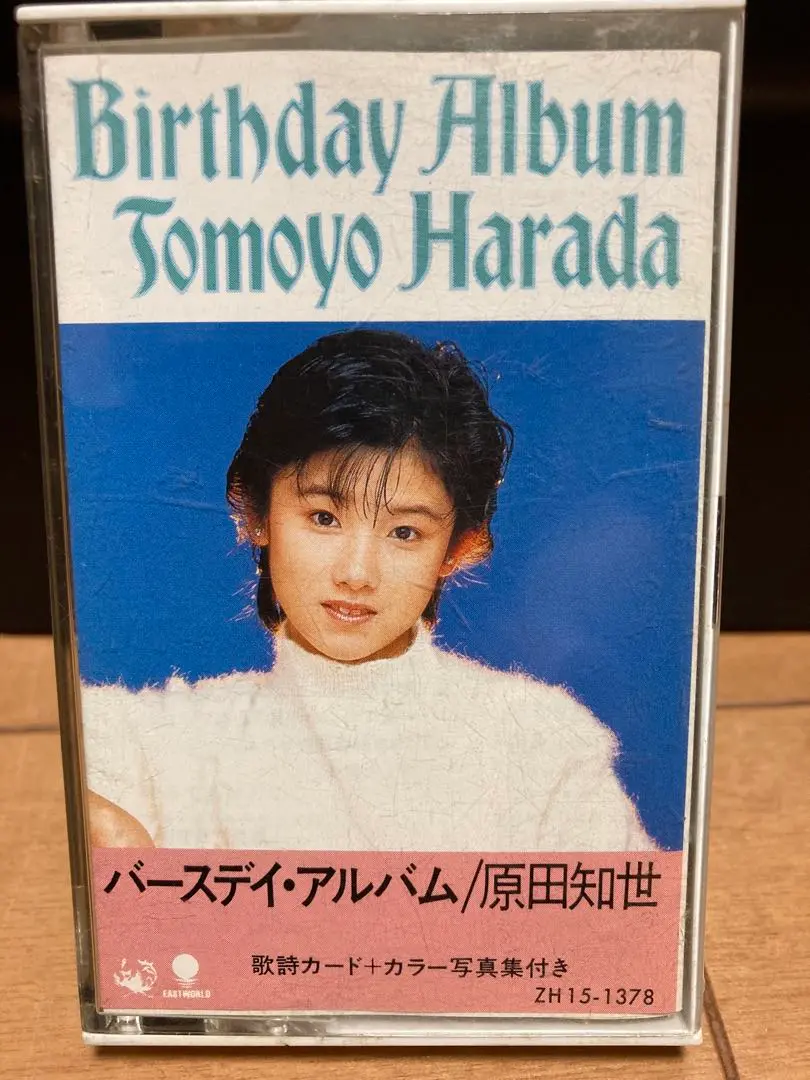 Birthday Album
Tomoyo Harada
バースデイ・アルバム/原田知世
歌詩カード+カラー写真集付き
EASTWORLD
ZH15-1378